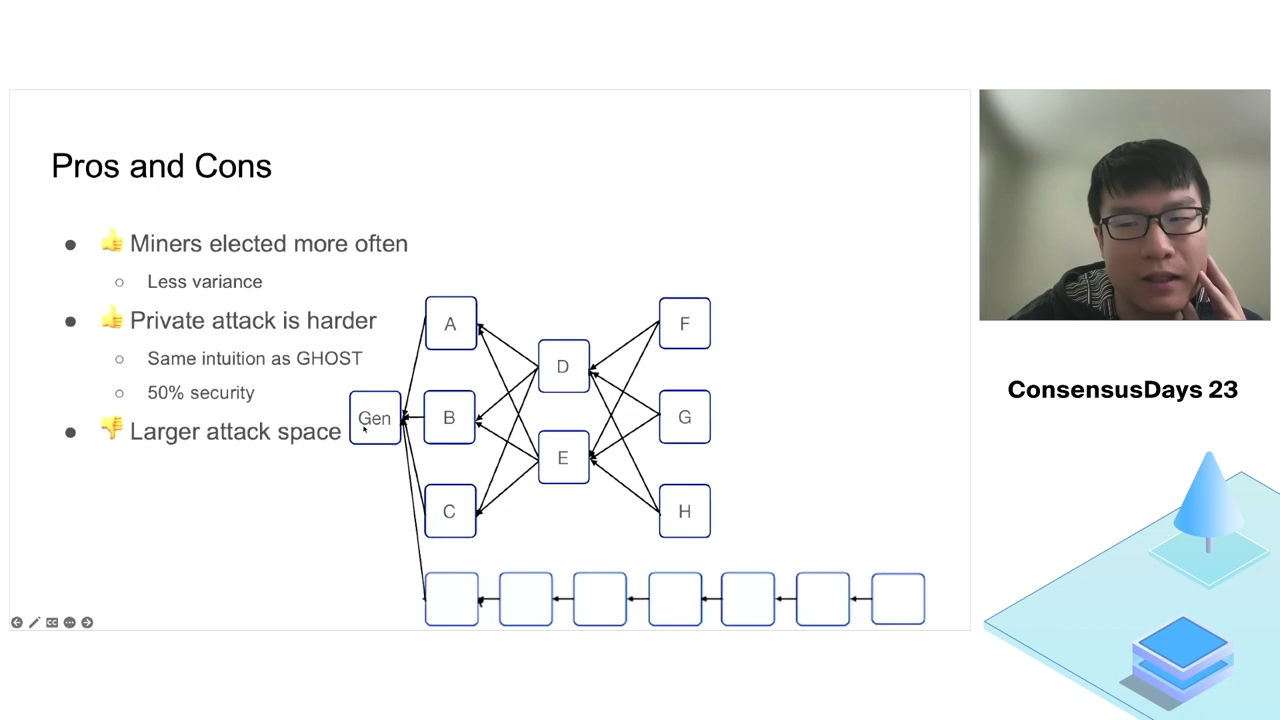 Pros and Cons
👍 Miners elected more often
Less variance
👍 Private attack is harder
Same intuition as GHOST
50% security
👎 Larger attack space
Gen
A
B
C
D
E
F
G
H
CC
ConsensusDays 23